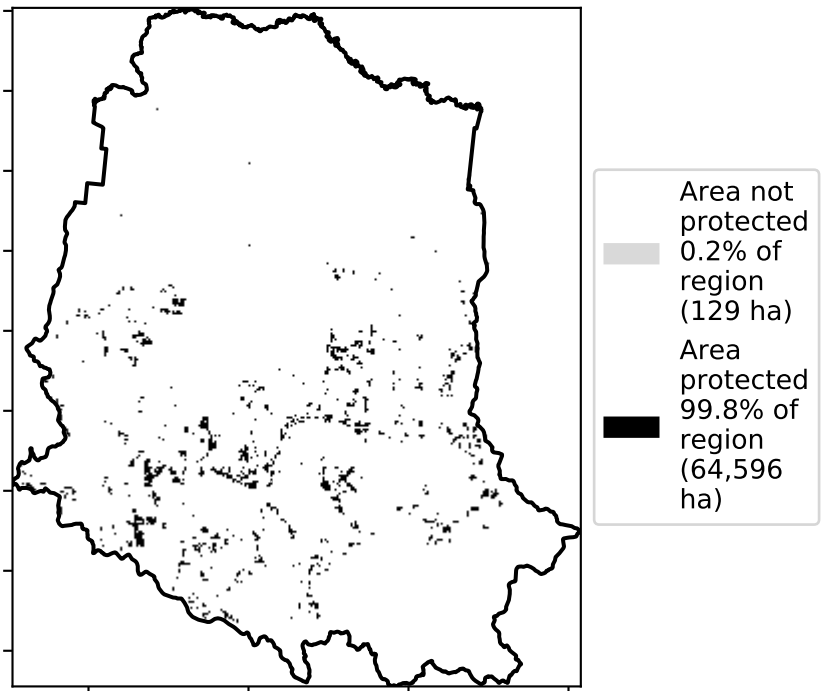 Area not
protected
0.2% of
region
(129 ha)
Area
protected
99.8% of
region
(64,596
ha)